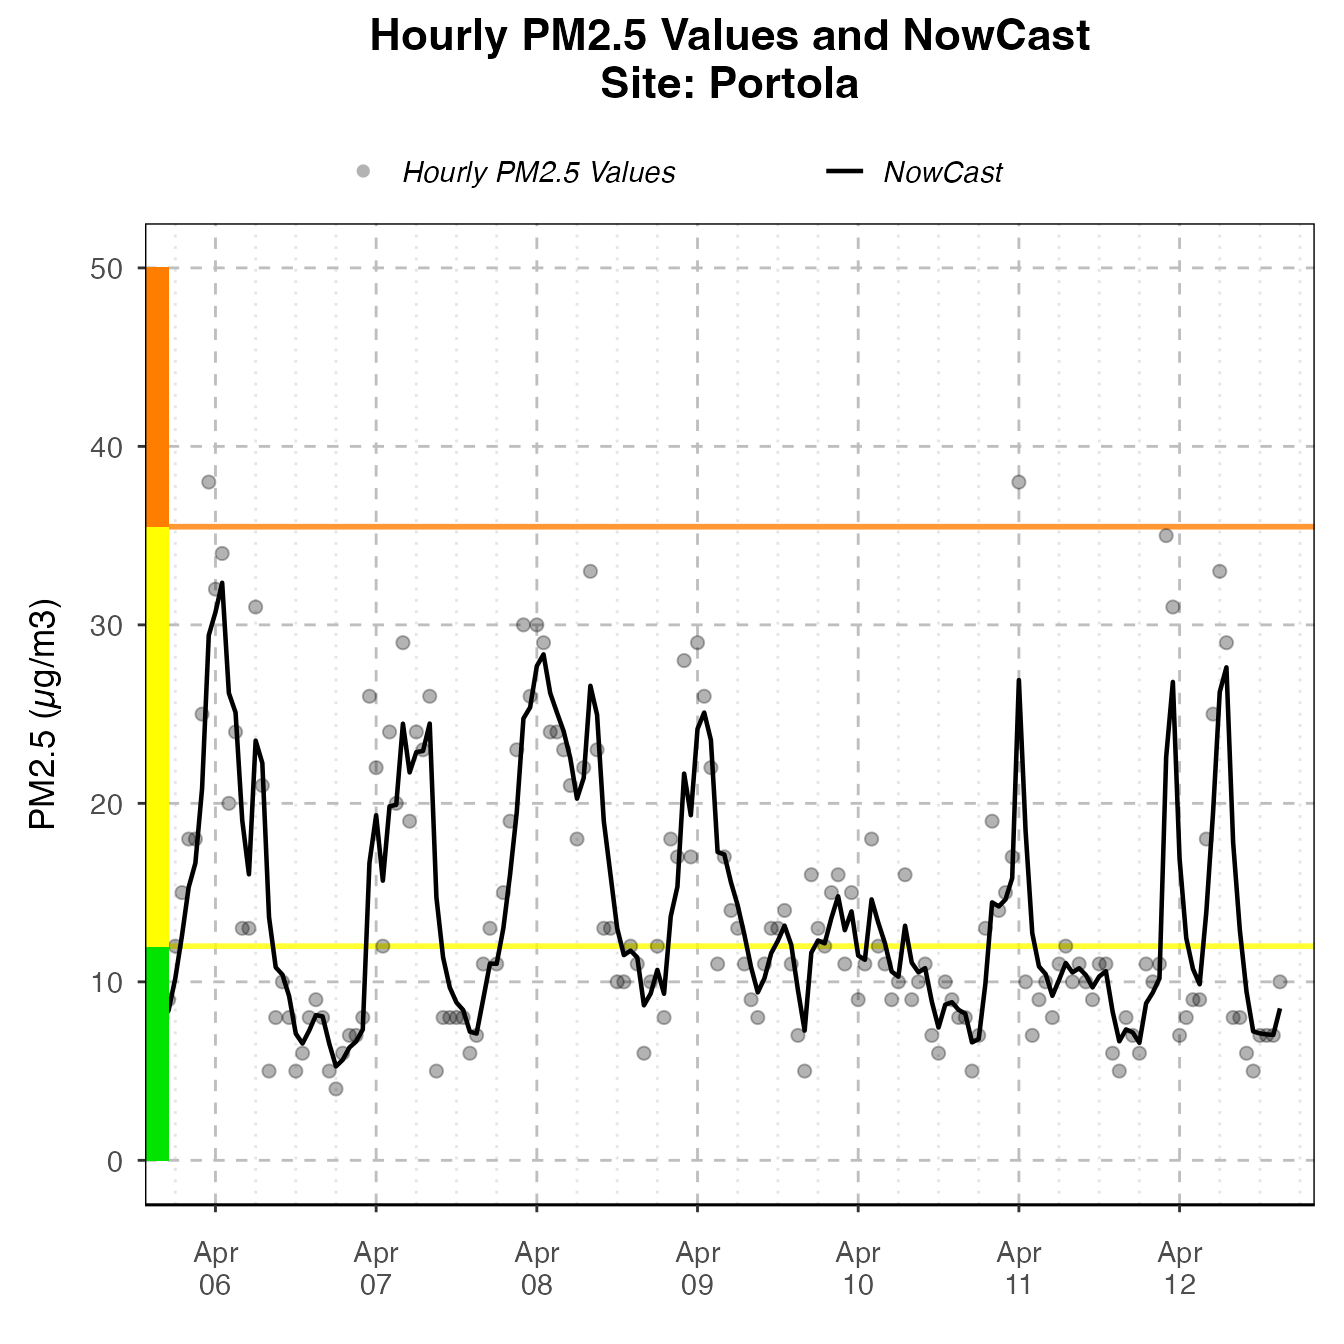 Hourly PM2.5 Values and NowCast
Site: Portola
Hourly PM2.5 Values
NowCast
PM2.5 (µg/m3)
50
40
30
20
10
0
Apr 06
Apr 07
Apr 08
Apr 09
Apr 10
Apr 11
Apr 12